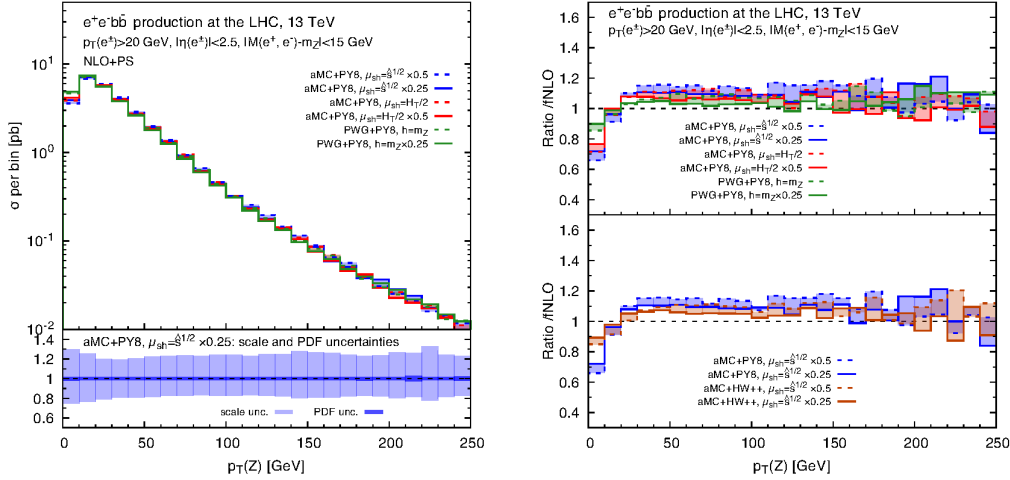 e⁺e⁻bb̄ production at the LHC, 13 TeV
p_T(e±)>20 GeV, |η(e±)|<2.5, |M(e⁺, e⁻)-m_Z|<15 GeV
NLO+PS
aMC+PY8, μ_sh=ŝ^1/2 ×0.5
aMC+PY8, μ_sh=ŝ^1/2 ×0.25
aMC+PY8, μ_sh=H_T/2
aMC+PY8, μ_sh=H_T/2 ×0.5
PWG+PY8, h=m_Z
PWG+PY8, h=m_Z×0.25
σ per bin [pb]
10^1
10^0
10^-1
10^-2
aMC+PY8, μ_sh=ŝ^1/2 ×0.25: scale and PDF uncertainties
1.4
1.2
1
0.8
0.6
scale unc. PDF unc.
0 50 100 150 200 250
p_T(Z) [GeV]
e⁺e⁻bb̄ production at the LHC, 13 TeV
p_T(e±)>20 GeV, |η(e±)|<2.5, |M(e⁺, e⁻)-m_Z|<15 GeV
Ratio /fNLO
1.4
1.2
1.0
0.8
0.6
0.4
aMC+PY8, μ_sh=ŝ^1/2 ×0.5
aMC+PY8, μ_sh=ŝ^1/2 ×0.25
aMC+PY8, μ_sh=H_T/2
aMC+PY8, μ_sh=H_T/2 ×0.5
PWG+PY8, h=m_Z
PWG+PY8, h=m_Z×0.25
Ratio /fNLO
1.4
1.2
1.0
0.8
0.6
0.4
aMC+PY8, μ_sh=ŝ^1/2 ×0.5
aMC+PY8, μ_sh=ŝ^1/2 ×0.25
aMC+HW++, μ_sh=ŝ^1/2 ×0.5
aMC+HW++, μ_sh=ŝ^1/2 ×0.25
0 50 100 150 200 250
p_T(Z) [GeV]